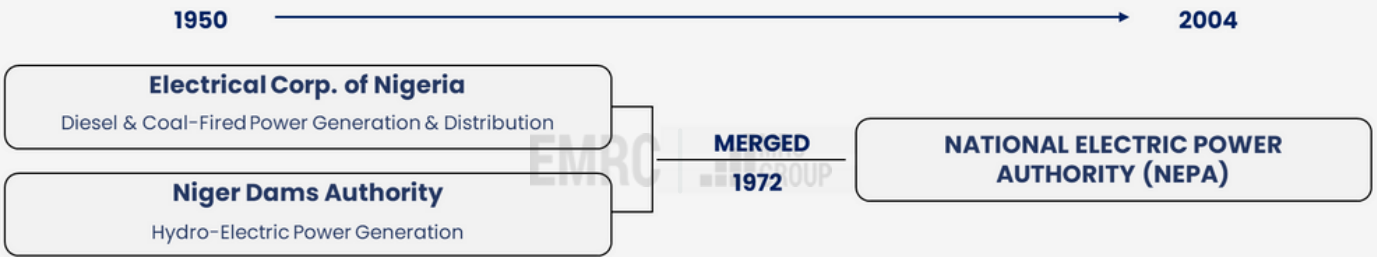 1950
2004
Electrical Corp. of Nigeria
Diesel & Coal-Fired Power Generation & Distribution
Niger Dams Authority
Hydro-Electric Power Generation
MERGED
1972
NATIONAL ELECTRIC POWER
AUTHORITY (NEPA)
EMRC
GROUP